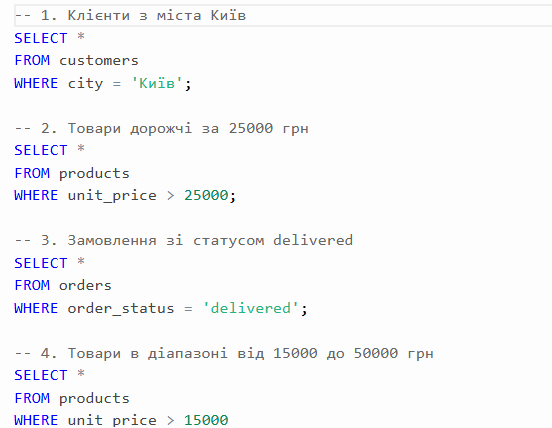 -- 1. Клієнти з міста Київ
SELECT *
FROM customers
WHERE city = 'Київ';
-- 2. Товари дорожчі за 25000 грн
SELECT *
FROM products
WHERE unit_price > 25000;
-- 3. Замовлення зі статусом delivered
SELECT *
FROM orders
WHERE order_status = 'delivered';
-- 4. Товари в діапазоні від 15000 до 50000 грн
SELECT *
FROM products
WHERE unit_price > 15000